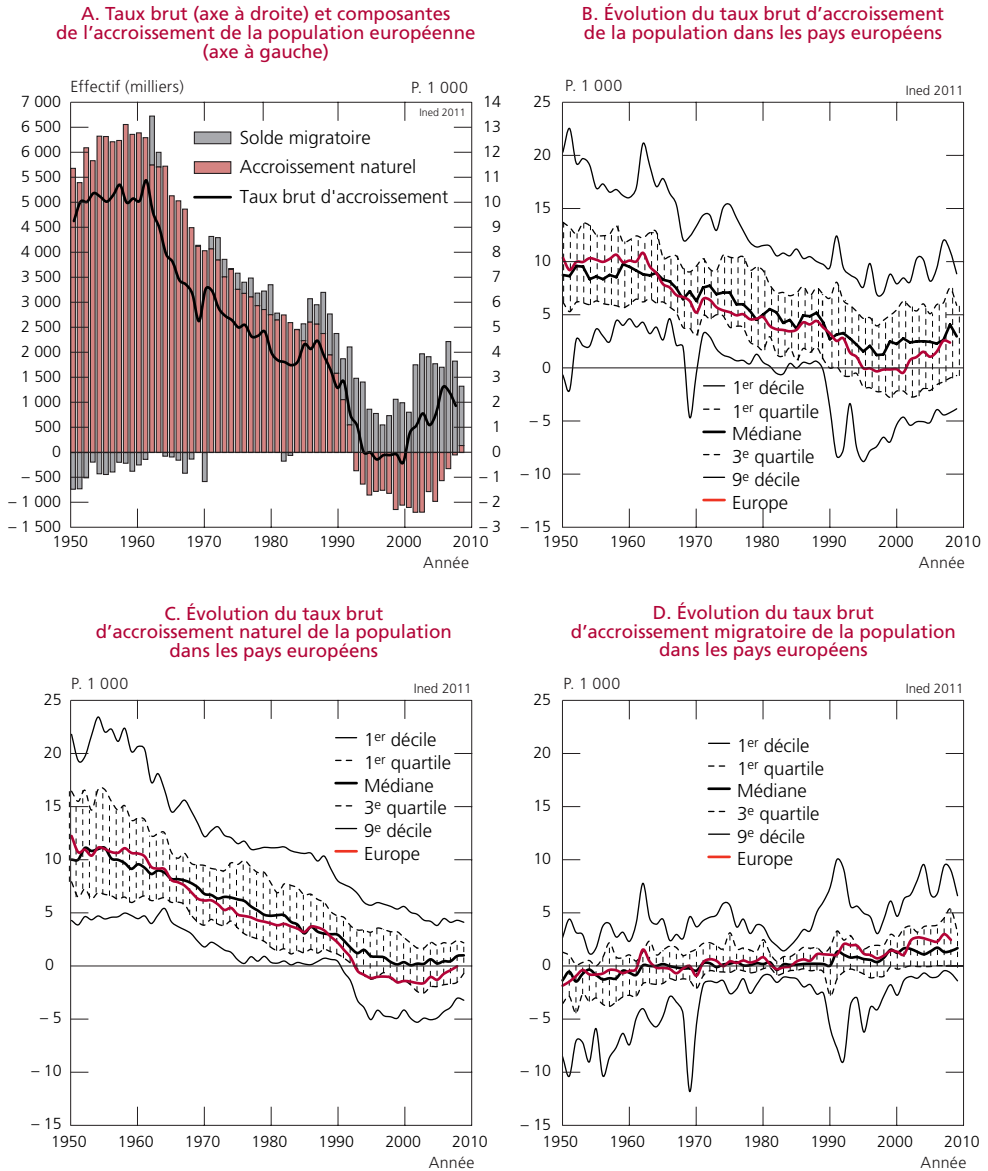 A. Taux brut (axe à droite) et composantes
de l'accroissement de la population européenne
(axe à gauche)
Effectif (milliers)
P. 1 000
Ined 2011
7 000
6 500
6 000
5 500
5 000
4 500
4 000
3 500
3 000
2 500
2 000
1 500
1 000
500
0
– 500
– 1 000
– 1 500
14
13
12
11
10
9
8
7
6
5
4
3
2
1
0
– 1
– 2
– 3
Solde migratoire
Accroissement naturel
Taux brut d'accroissement
1950 1960 1970 1980 1990 2000 2010
Année
B. Évolution du taux brut d'accroissement
de la population dans les pays européens
P. 1 000
Ined 2011
25
20
15
10
5
0
– 5
– 10
– 15
1er décile
1er quartile
Médiane
3e quartile
9e décile
Europe
1950 1960 1970 1980 1990 2000 2010
Année
C. Évolution du taux brut
d'accroissement naturel de la population
dans les pays européens
P. 1 000
Ined 2011
25
20
15
10
5
0
– 5
– 10
– 15
1er décile
1er quartile
Médiane
3e quartile
9e décile
Europe
1950 1960 1970 1980 1990 2000 2010
Année
D. Évolution du taux brut
d'accroissement migratoire de la population
dans les pays européens
P. 1 000
Ined 2011
25
20
15
10
5
0
– 5
– 10
– 15
1er décile
1er quartile
Médiane
3e quartile
9e décile
Europe
1950 1960 1970 1980 1990 2000 2010
Année